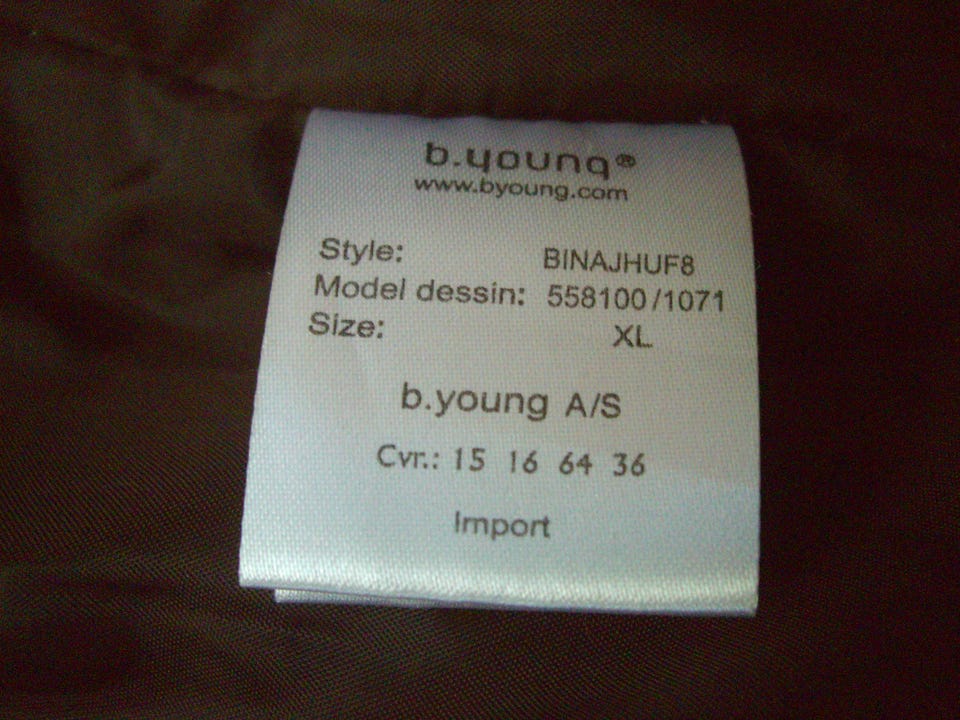 b.young®
www.byoung.com
Style: BINAJHUF8
Model dessin: 558100/1071
Size: XL
b.young A/S
Cvr.: 15 16 64 36
Import